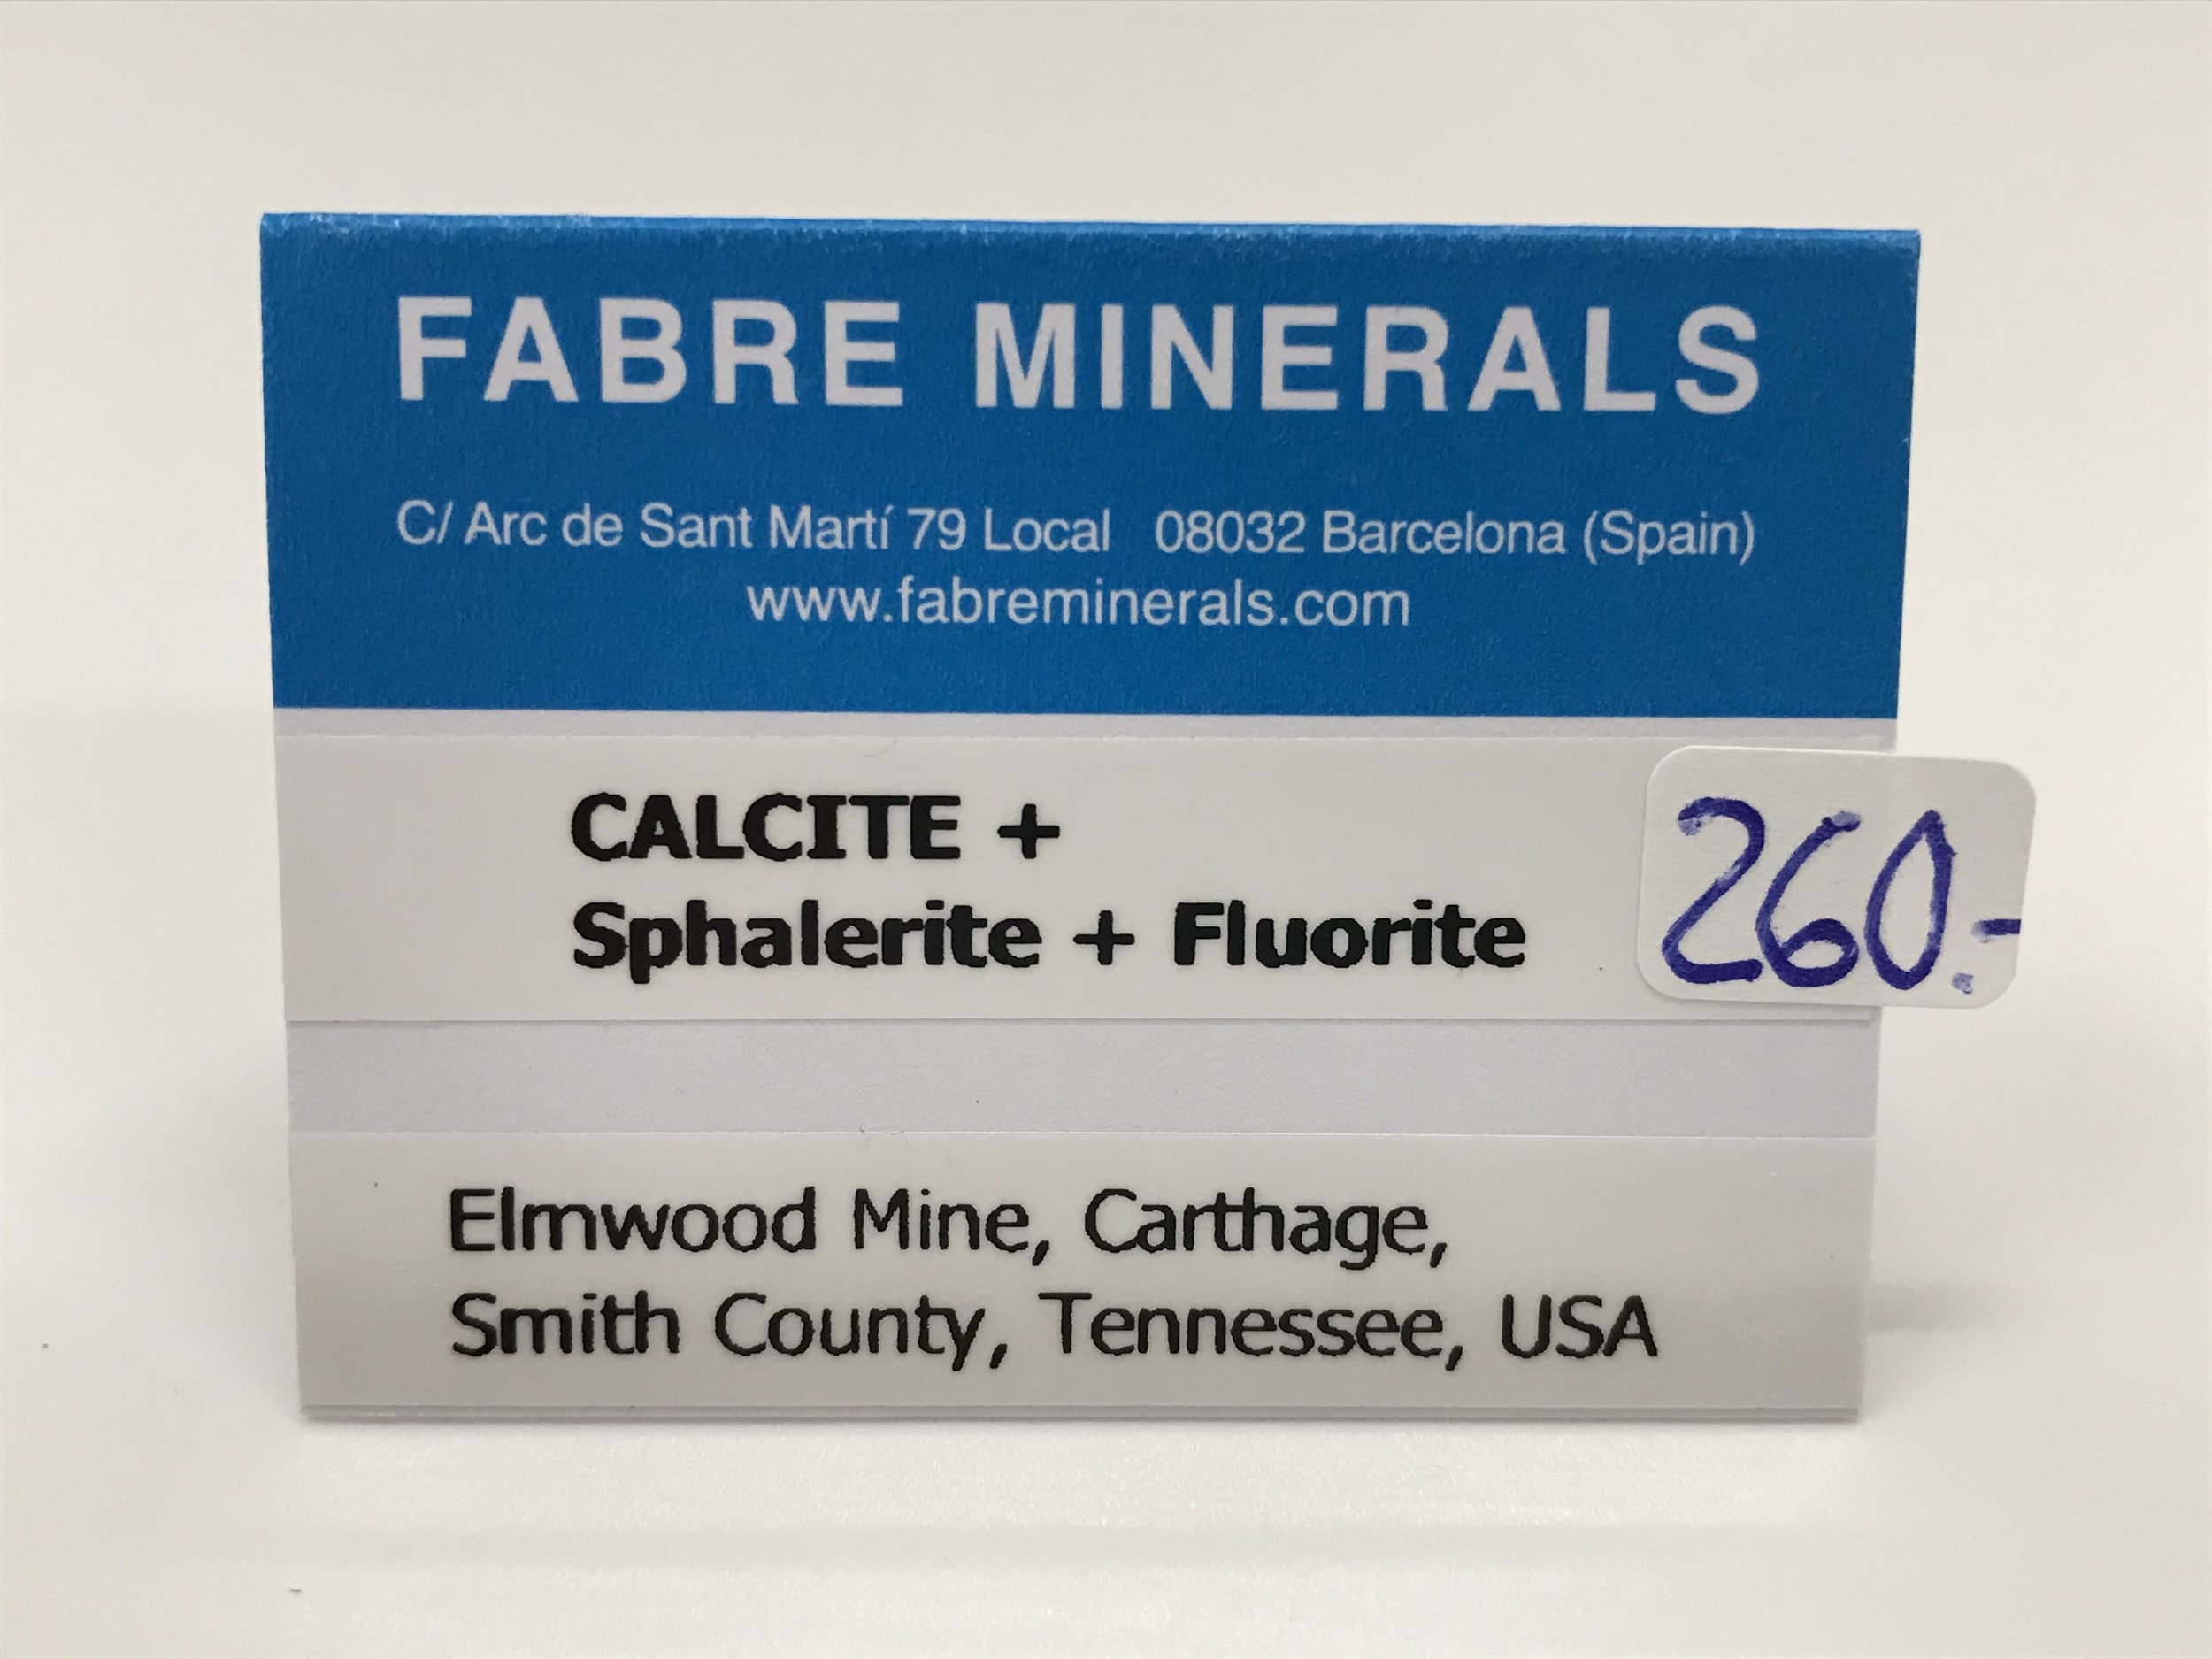 FABRE MINERALS
C/ Arc de Sant Martí 79 Local 08032 Barcelona (Spain)
www.fabreminerals.com
CALCITE +
Sphalerite + Fluorite
260.-
Elmwood Mine, Carthage,
Smith County, Tennessee, USA